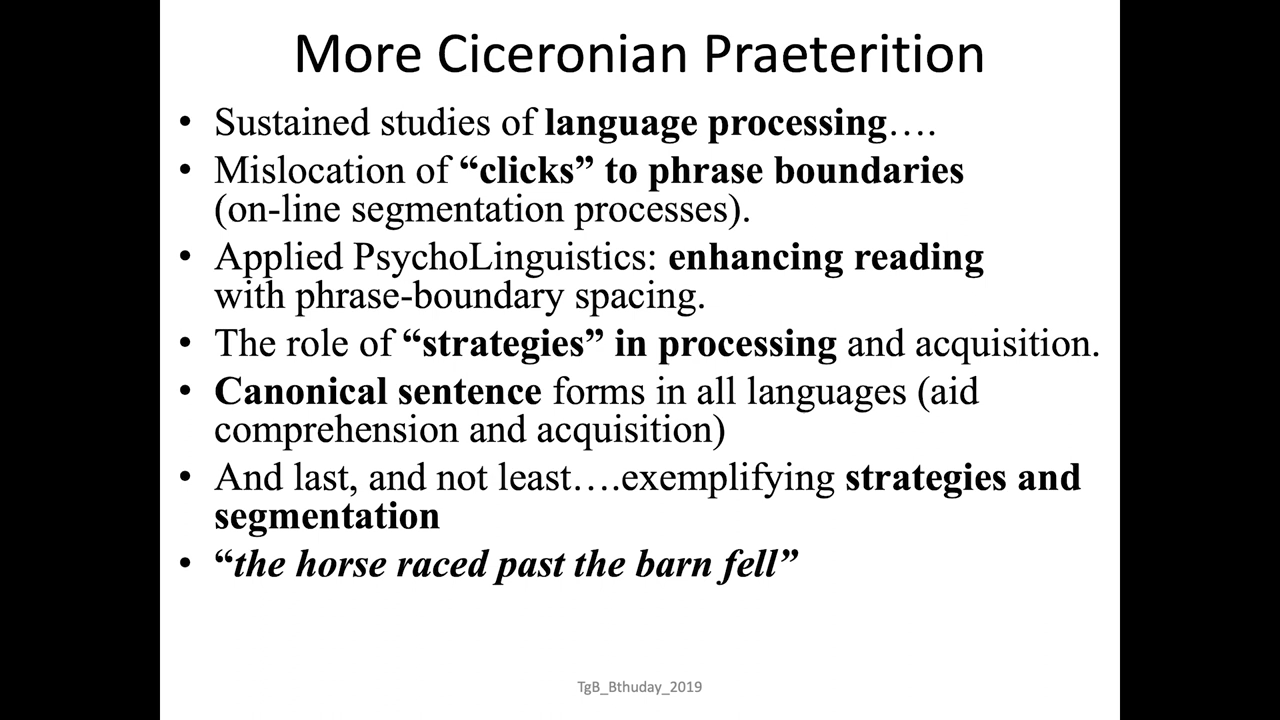 More Ciceronian Praeterition
• Sustained studies of language processing….
• Mislocation of “clicks” to phrase boundaries
(on-line segmentation processes).
• Applied PsychoLinguistics: enhancing reading
with phrase-boundary spacing.
• The role of “strategies” in processing and acquisition.
• Canonical sentence forms in all languages (aid
comprehension and acquisition)
• And last, and not least….exemplifying strategies and
segmentation
• “the horse raced past the barn fell”
TgB_Bthuday_2019